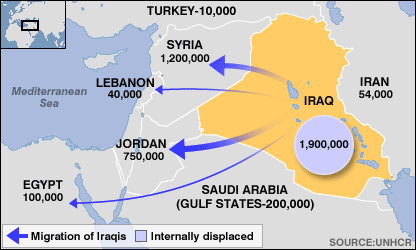 TURKEY-10,000
SYRIA
1,200,000
LEBANON
40,000
Mediterranean
Sea
IRAN
54,000
IRAQ
1,900,000
JORDAN
750,000
EGYPT
100,000
SAUDI ARABIA
(GULF STATES-200,000)
Migration of Iraqis
Internally displaced
SOURCE:UNHCR